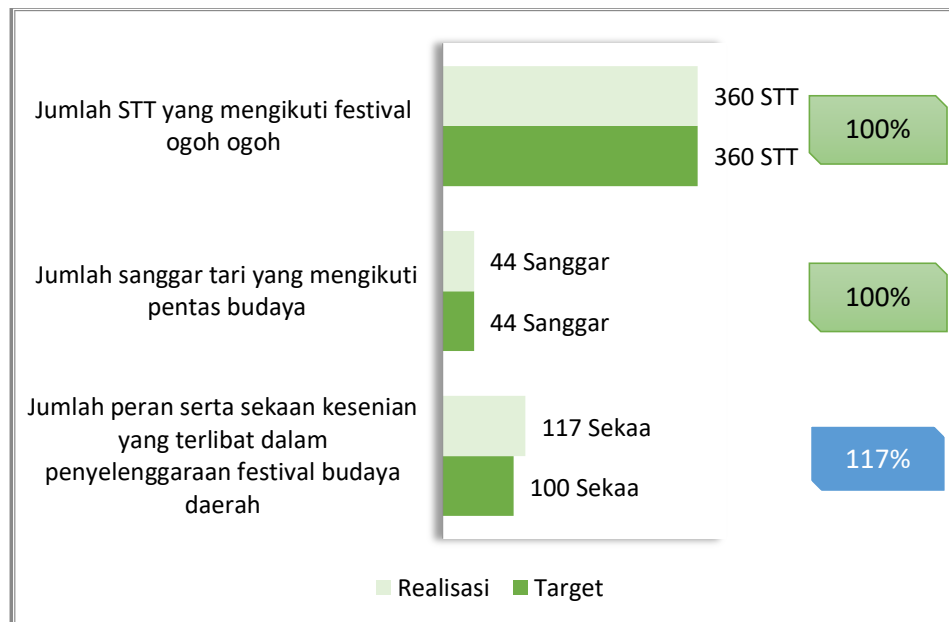 Jumlah STT yang mengikuti festival
ogoh ogoh
360 STT
360 STT
100%
Jumlah sanggar tari yang mengikuti
pentas budaya
44 Sanggar
44 Sanggar
100%
Jumlah peran serta sekaan kesenian
yang terlibat dalam
penyelenggaraan festival budaya
daerah
117 Sekaa
100 Sekaa
117%
Realisasi
Target